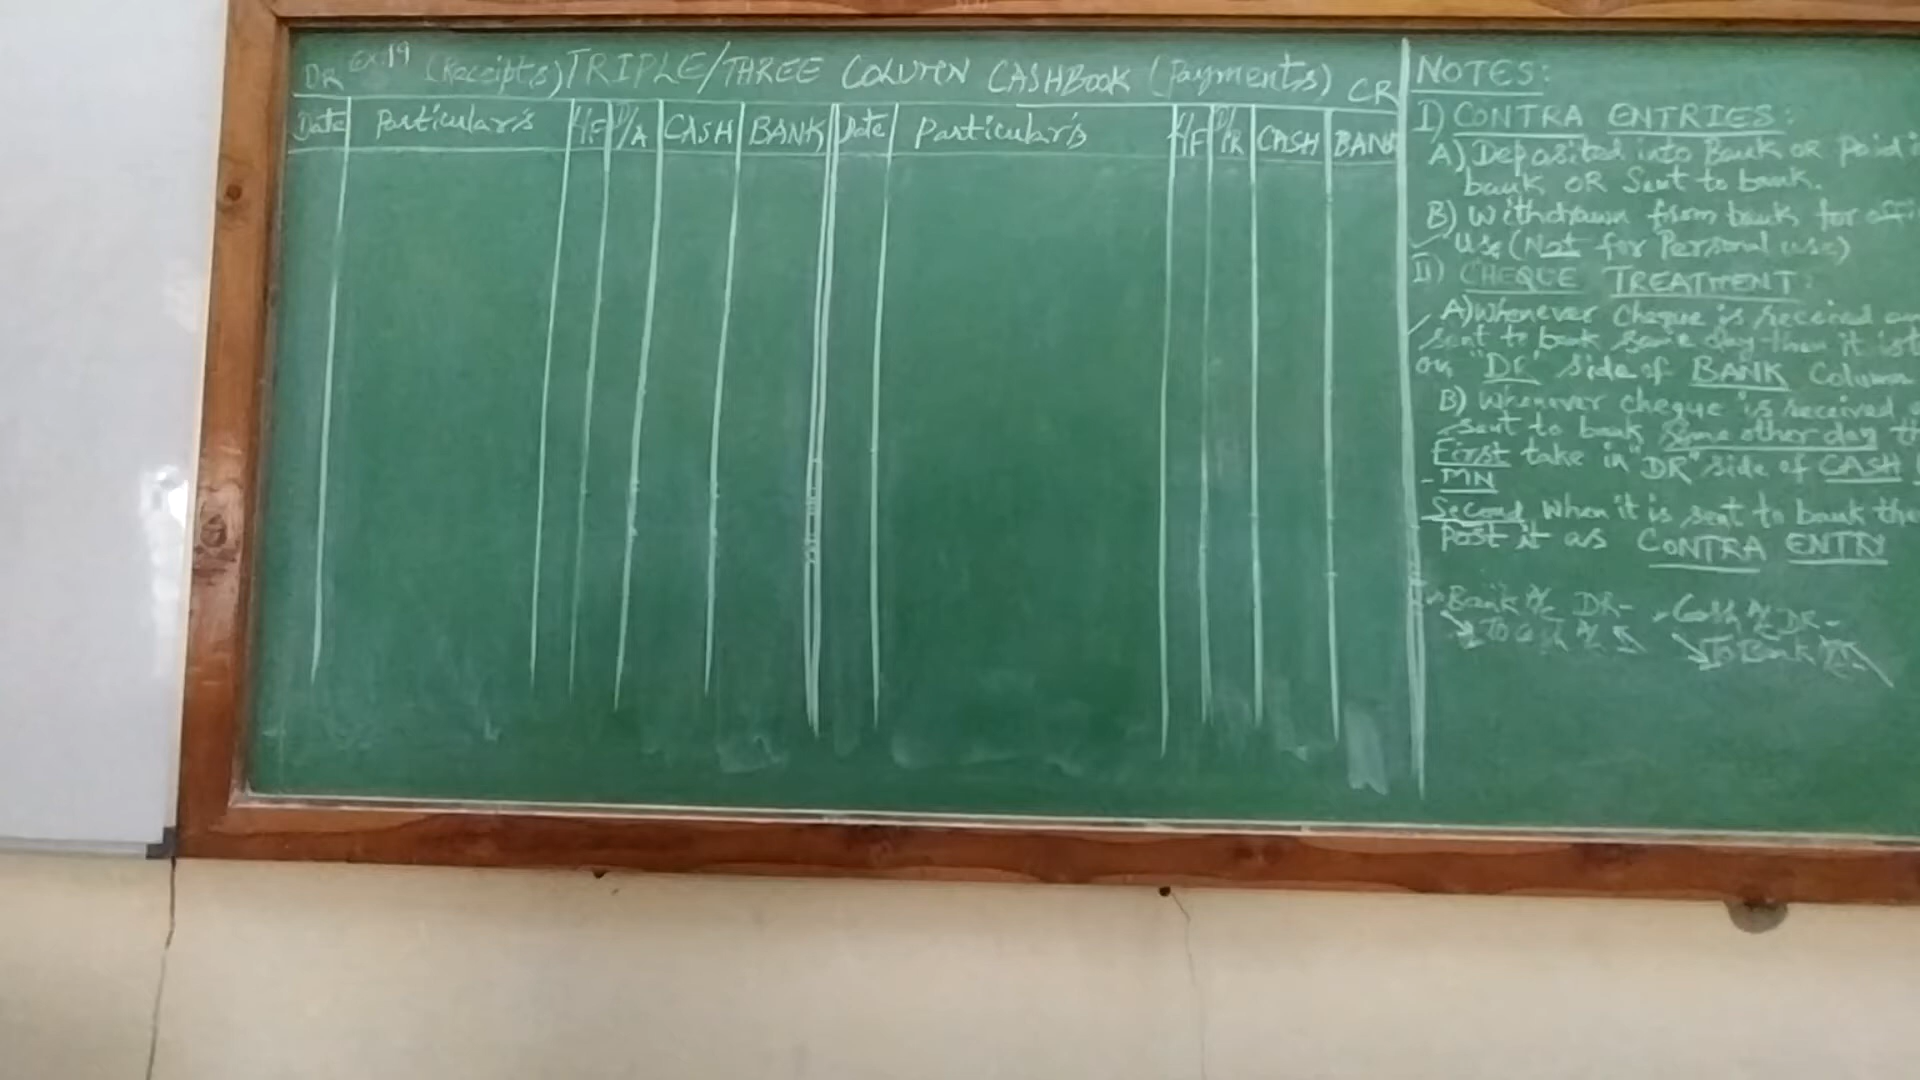 DR Ex:19 (Receipts) TRIPLE/THREE COLUMN CASHBOOK (Payments) CR
Date Particulars L/F D/A CASH BANK Date Particulars L/F D/R CASH BANK
NOTES:
I) CONTRA ENTRIES:
A) Deposited into Bank OR Paid
bank OR Sent to bank.
B) Withdrawn from bank for offi
Use (Not for Personal use)
II) CHEQUE TREATMENT:
A) Whenever cheque is received
sent to bank same day then it is
on "DR" side of BANK Column
B) Whenever cheque is received
sent to bank some other day
First take in "DR" side of CASH
- MN
Second When it is sent to bank
Post it as CONTRA ENTRY
Bank A/c DR- Cash A/c DR-
To Cash A/c To Bank